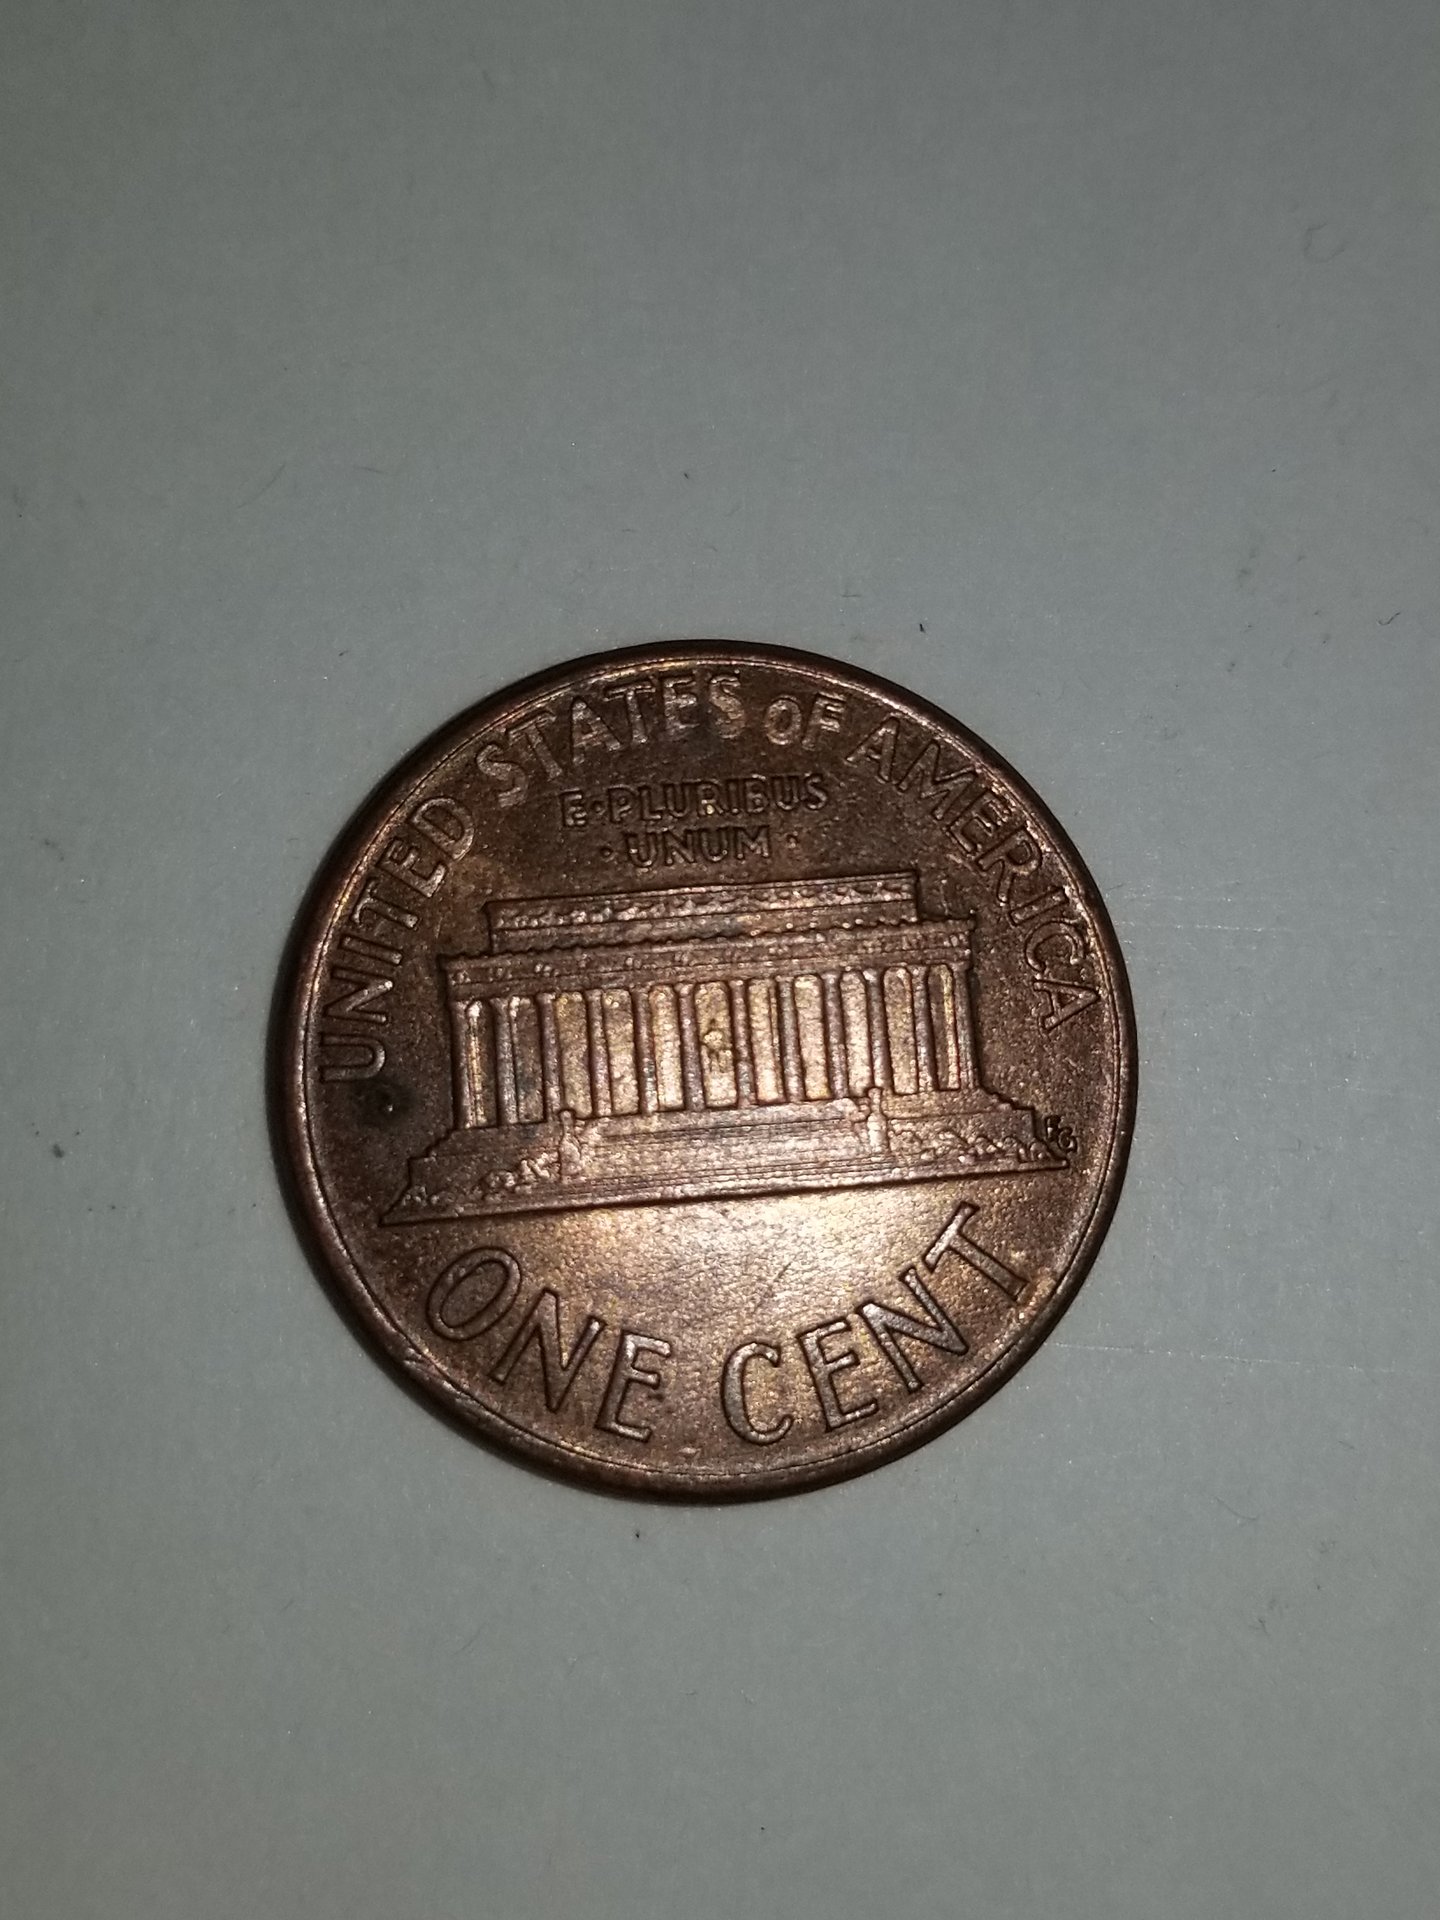 UNITED STATES OF AMERICA
E·PLURIBUS
·UNUM·
FG
ONE CENT